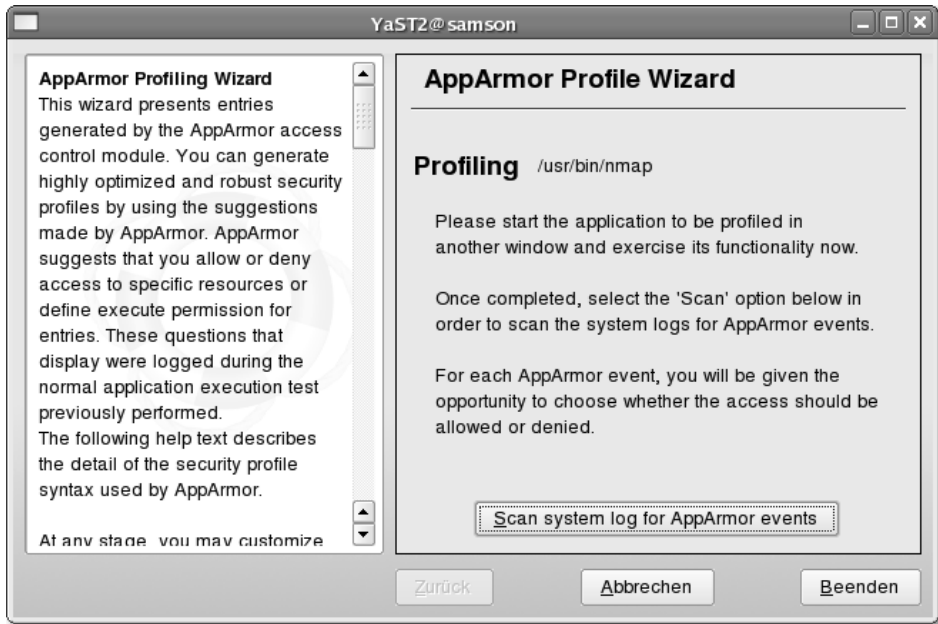 YaST2@samson
AppArmor Profiling Wizard
This wizard presents entries
generated by the AppArmor access
control module. You can generate
highly optimized and robust security
profiles by using the suggestions
made by AppArmor. AppArmor
suggests that you allow or deny
access to specific resources or
define execute permission for
entries. These questions that
display were logged during the
normal application execution test
previously performed.
The following help text describes
the detail of the security profile
syntax used by AppArmor.
At any stage, you may customize
AppArmor Profile Wizard
Profiling /usr/bin/nmap
Please start the application to be profiled in
another window and exercise its functionality now.
Once completed, select the 'Scan' option below in
order to scan the system logs for AppArmor events.
For each AppArmor event, you will be given the
opportunity to choose whether the access should be
allowed or denied.
Scan system log for AppArmor events
Zurück Abbrechen Beenden